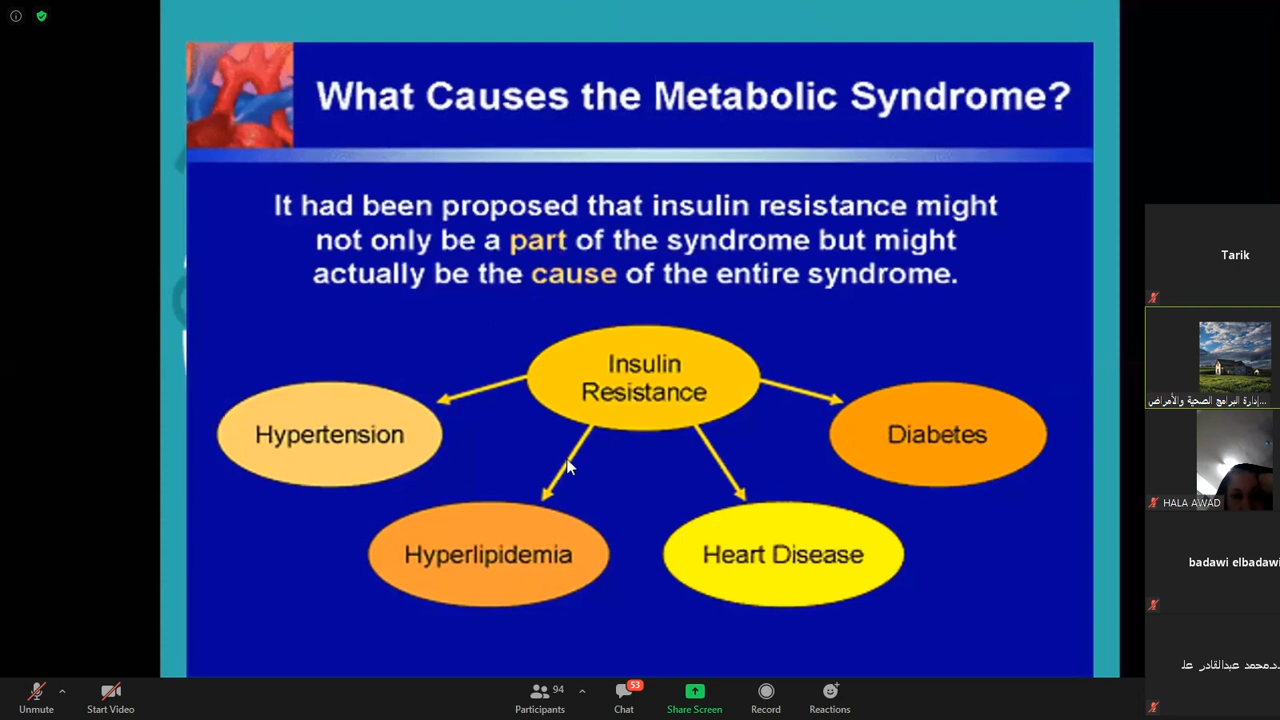 What Causes the Metabolic Syndrome?
It had been proposed that insulin resistance might
not only be a part of the syndrome but might
actually be the cause of the entire syndrome.
Insulin
Resistance
Hypertension
Diabetes
Hyperlipidemia
Heart Disease
Tarik
إدارة البرامج الصحية والأمراض...
HALA AWAD
badawi elbadawi
د.محمد عبدالقادر عل
Unmute
Start Video
94
Participants
53
Chat
Share Screen
Record
Reactions